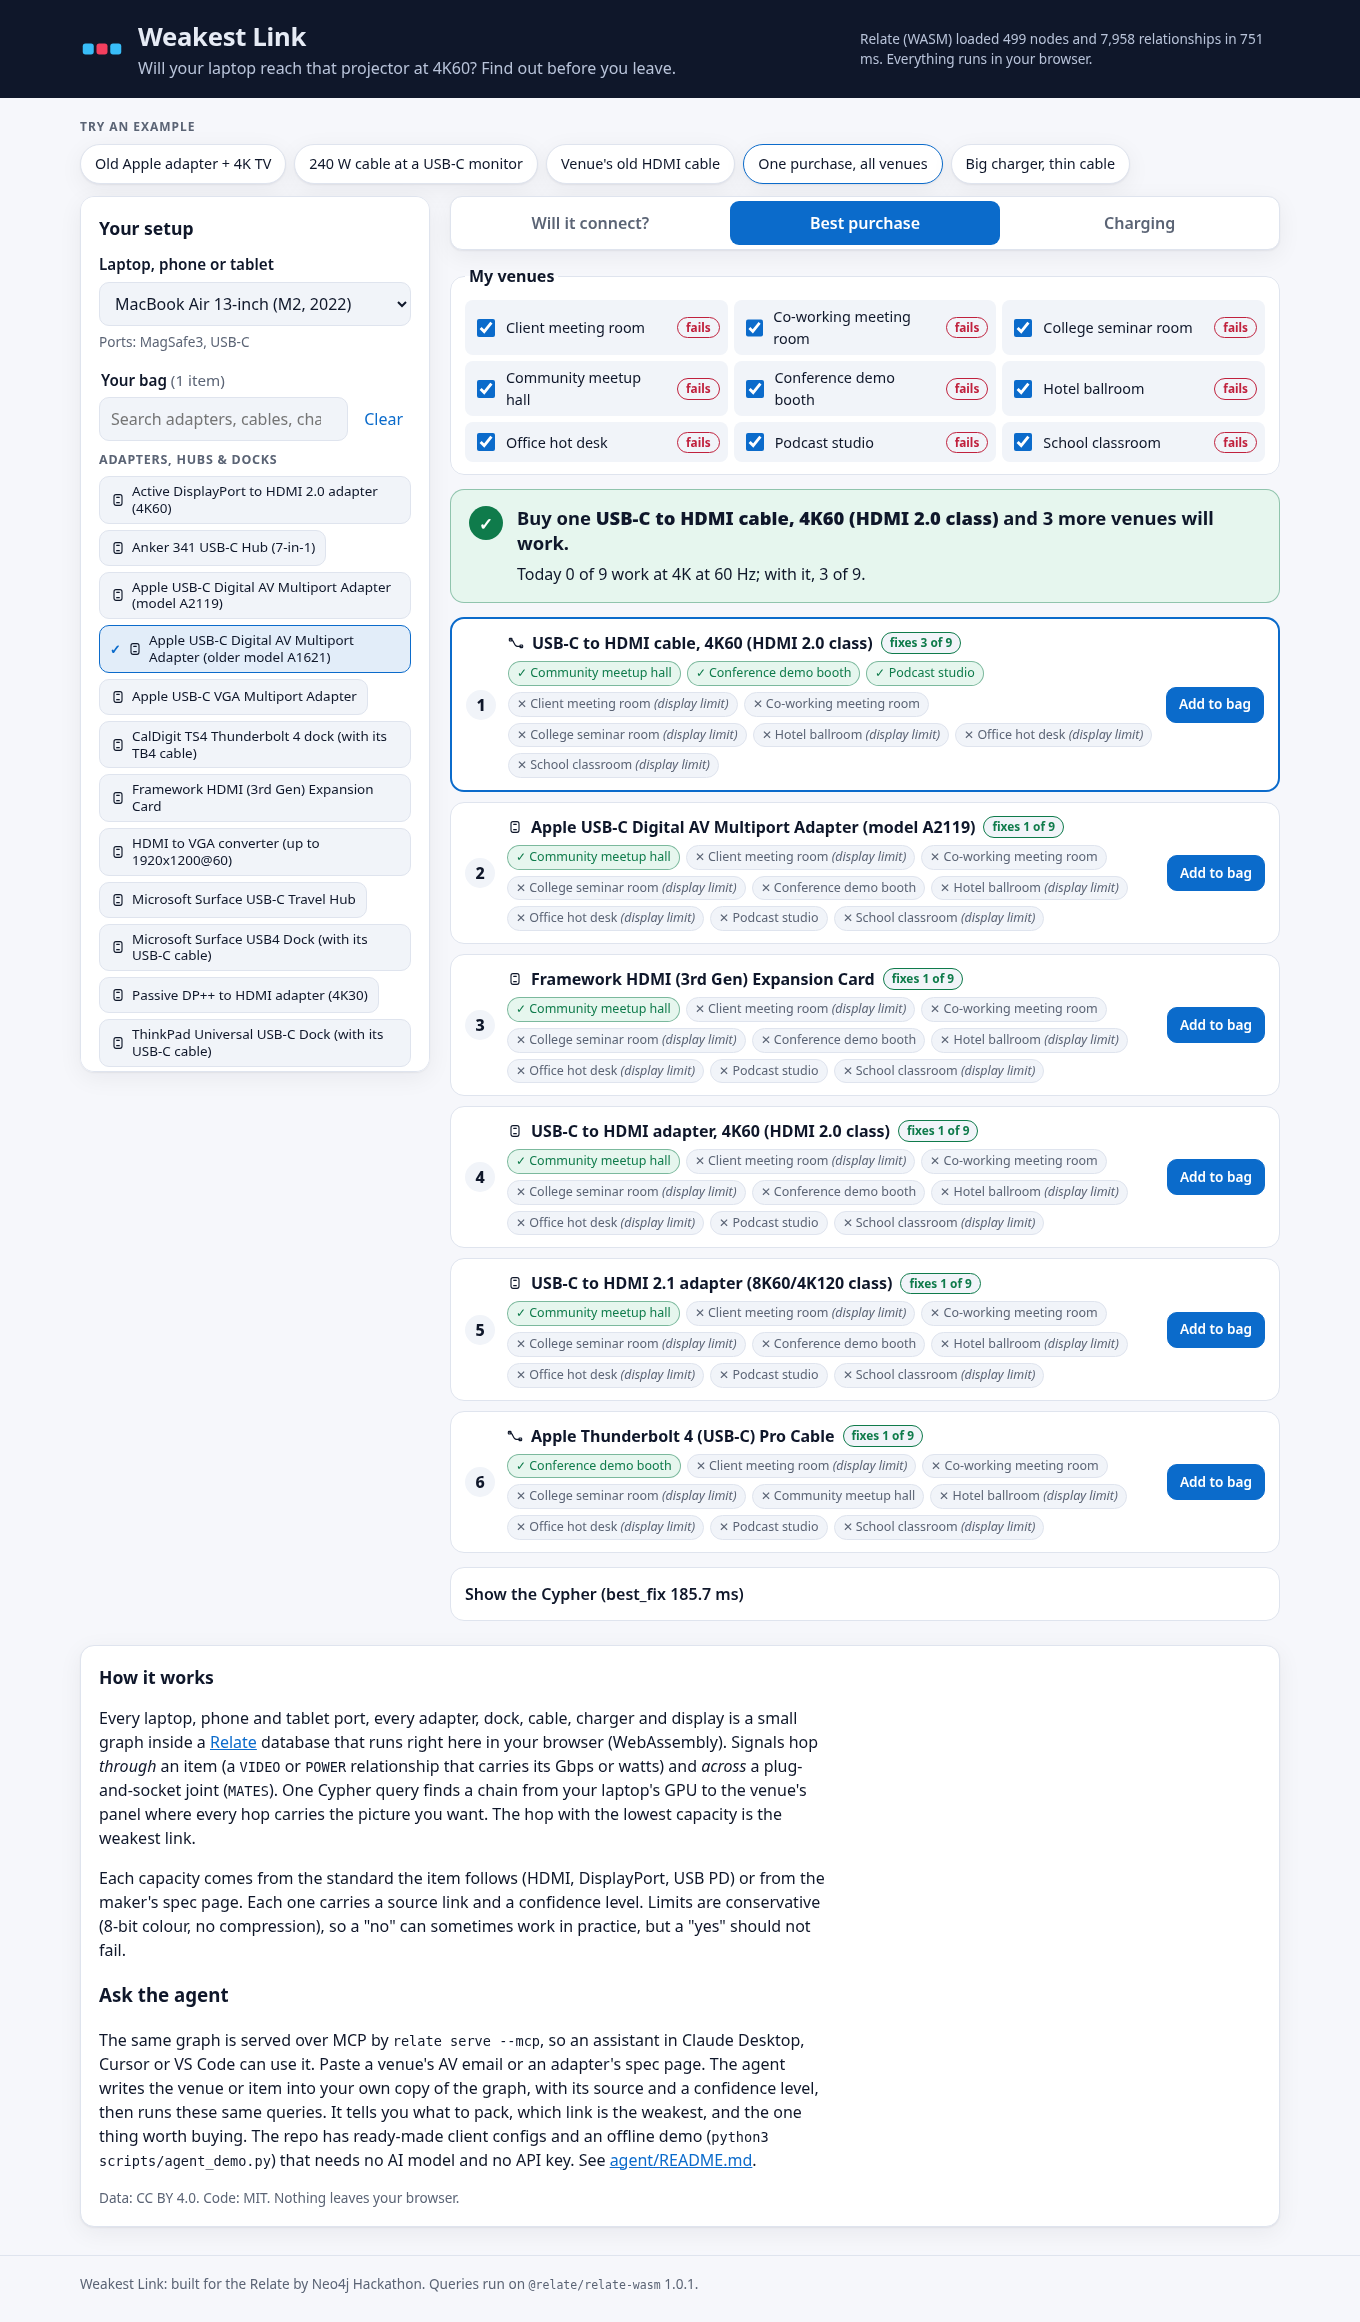 Weakest Link
Will your laptop reach that projector at 4K60? Find out before you leave.
Relate (WASM) loaded 499 nodes and 7,958 relationships in 751
ms. Everything runs in your browser.
TRY AN EXAMPLE
Old Apple adapter + 4K TV
240 W cable at a USB-C monitor
Venue's old HDMI cable
One purchase, all venues
Big charger, thin cable
Your setup
Laptop, phone or tablet
MacBook Air 13-inch (M2, 2022)
Ports: MagSafe3, USB-C
Your bag (1 item)
Search adapters, cables, cha
Clear
ADAPTERS, HUBS & DOCKS
Active DisplayPort to HDMI 2.0 adapter
(4K60)
Anker 341 USB-C Hub (7-in-1)
Apple USB-C Digital AV Multiport Adapter
(model A2119)
✓ Apple USB-C Digital AV Multiport
Adapter (older model A1621)
Apple USB-C VGA Multiport Adapter
CalDigit TS4 Thunderbolt 4 dock (with its
TB4 cable)
Framework HDMI (3rd Gen) Expansion
Card
HDMI to VGA converter (up to
1920x1200@60)
Microsoft Surface USB-C Travel Hub
Microsoft Surface USB4 Dock (with its
USB-C cable)
Passive DP++ to HDMI adapter (4K30)
ThinkPad Universal USB-C Dock (with its
USB-C cable)
Will it connect?
Best purchase
Charging
My venues
Client meeting room fails
Co-working meeting
room fails
College seminar room fails
Community meetup
hall fails
Conference demo
booth fails
Hotel ballroom fails
Office hot desk fails
Podcast studio fails
School classroom fails
✓ Buy one USB-C to HDMI cable, 4K60 (HDMI 2.0 class) and 3 more venues will
work.
Today 0 of 9 work at 4K at 60 Hz; with it, 3 of 9.
1
USB-C to HDMI cable, 4K60 (HDMI 2.0 class) fixes 3 of 9
✓ Community meetup hall ✓ Conference demo booth ✓ Podcast studio
✕ Client meeting room (display limit) ✕ Co-working meeting room
✕ College seminar room (display limit) ✕ Hotel ballroom (display limit) ✕ Office hot desk (display limit)
✕ School classroom (display limit)
Add to bag
2
Apple USB-C Digital AV Multiport Adapter (model A2119) fixes 1 of 9
✓ Community meetup hall ✕ Client meeting room (display limit) ✕ Co-working meeting room
✕ College seminar room (display limit) ✕ Conference demo booth ✕ Hotel ballroom (display limit)
✕ Office hot desk (display limit) ✕ Podcast studio ✕ School classroom (display limit)
Add to bag
3
Framework HDMI (3rd Gen) Expansion Card fixes 1 of 9
✓ Community meetup hall ✕ Client meeting room (display limit) ✕ Co-working meeting room
✕ College seminar room (display limit) ✕ Conference demo booth ✕ Hotel ballroom (display limit)
✕ Office hot desk (display limit) ✕ Podcast studio ✕ School classroom (display limit)
Add to bag
4
USB-C to HDMI adapter, 4K60 (HDMI 2.0 class) fixes 1 of 9
✓ Community meetup hall ✕ Client meeting room (display limit) ✕ Co-working meeting room
✕ College seminar room (display limit) ✕ Conference demo booth ✕ Hotel ballroom (display limit)
✕ Office hot desk (display limit) ✕ Podcast studio ✕ School classroom (display limit)
Add to bag
5
USB-C to HDMI 2.1 adapter (8K60/4K120 class) fixes 1 of 9
✓ Community meetup hall ✕ Client meeting room (display limit) ✕ Co-working meeting room
✕ College seminar room (display limit) ✕ Conference demo booth ✕ Hotel ballroom (display limit)
✕ Office hot desk (display limit) ✕ Podcast studio ✕ School classroom (display limit)
Add to bag
6
Apple Thunderbolt 4 (USB-C) Pro Cable fixes 1 of 9
✓ Conference demo booth ✕ Client meeting room (display limit) ✕ Co-working meeting room
✕ College seminar room (display limit) ✕ Community meetup hall ✕ Hotel ballroom (display limit)
✕ Office hot desk (display limit) ✕ Podcast studio ✕ School classroom (display limit)
Add to bag
Show the Cypher (best_fix 185.7 ms)
How it works
Every laptop, phone and tablet port, every adapter, dock, cable, charger and display is a small
graph inside a Relate database that runs right here in your browser (WebAssembly). Signals hop
through an item (a VIDEO or POWER relationship that carries its Gbps or watts) and across a plug-
and-socket joint (MATES). One Cypher query finds a chain from your laptop's GPU to the venue's
panel where every hop carries the picture you want. The hop with the lowest capacity is the
weakest link.
Each capacity comes from the standard the item follows (HDMI, DisplayPort, USB PD) or from the
maker's spec page. Each one carries a source link and a confidence level. Limits are conservative
(8-bit colour, no compression), so a "no" can sometimes work in practice, but a "yes" should not
fail.
Ask the agent
The same graph is served over MCP by relate serve --mcp, so an assistant in Claude Desktop,
Cursor or VS Code can use it. Paste a venue's AV email or an adapter's spec page. The agent
writes the venue or item into your own copy of the graph, with its source and a confidence level,
then runs these same queries. It tells you what to pack, which link is the weakest, and the one
thing worth buying. The repo has ready-made client configs and an offline demo (python3
scripts/agent_demo.py) that needs no AI model and no API key. See agent/README.md.
Data: CC BY 4.0. Code: MIT. Nothing leaves your browser.
Weakest Link: built for the Relate by Neo4j Hackathon. Queries run on @relate/relate-wasm 1.0.1.